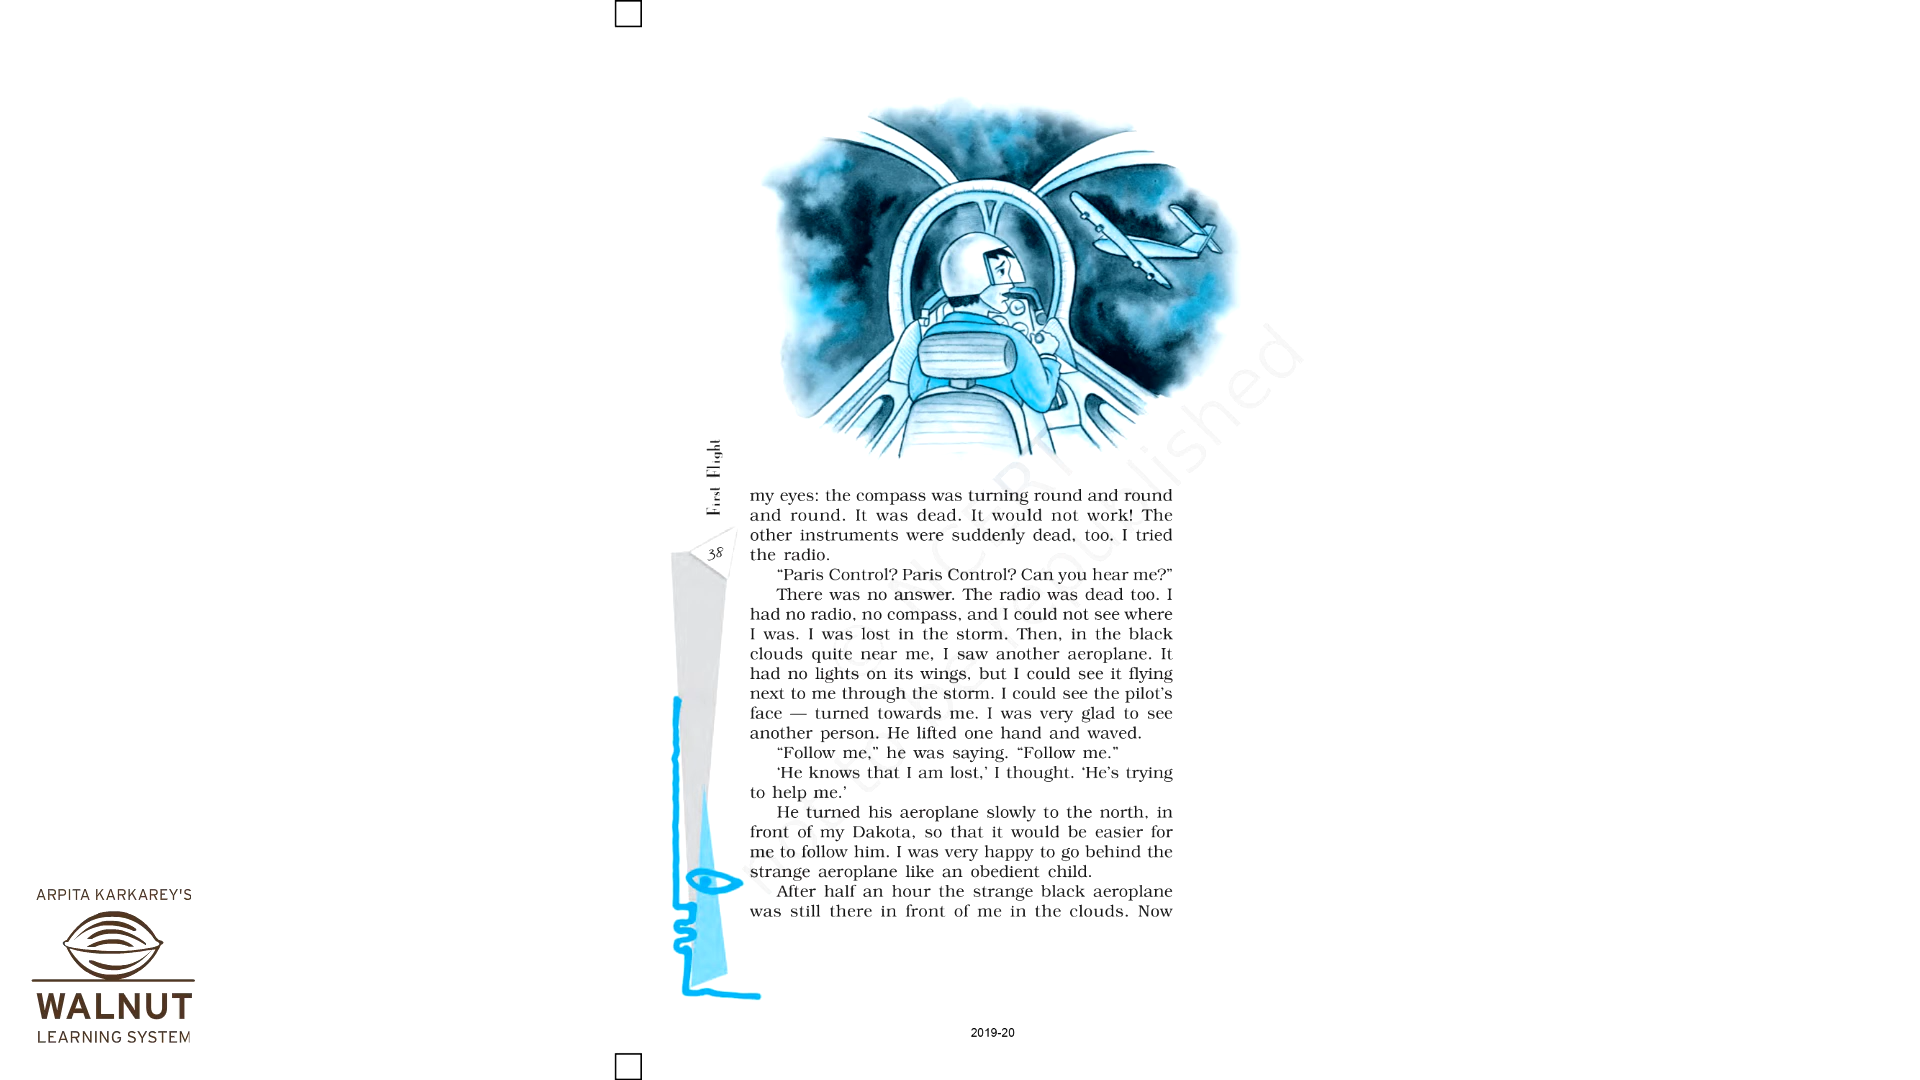 First Flight
38
my eyes: the compass was turning round and round
and round. It was dead. It would not work! The
other instruments were suddenly dead, too. I tried
the radio.
“Paris Control? Paris Control? Can you hear me?”
There was no answer. The radio was dead too. I
had no radio, no compass, and I could not see where
I was. I was lost in the storm. Then, in the black
clouds quite near me, I saw another aeroplane. It
had no lights on its wings, but I could see it flying
next to me through the storm. I could see the pilot’s
face — turned towards me. I was very glad to see
another person. He lifted one hand and waved.
“Follow me,” he was saying. “Follow me.”
‘He knows that I am lost,’ I thought. ‘He’s trying
to help me.’
He turned his aeroplane slowly to the north, in
front of my Dakota, so that it would be easier for
me to follow him. I was very happy to go behind the
strange aeroplane like an obedient child.
After half an hour the strange black aeroplane
was still there in front of me in the clouds. Now
2019-20
ARPITA KARKAREY'S
WALNUT
LEARNING SYSTEM